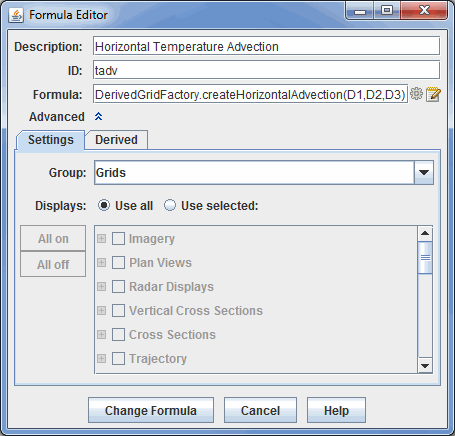 Formula Editor
Description: Horizontal Temperature Advection
ID: tadv
Formula: DerivedGridFactory.createHorizontalAdvection(D1,D2,D3)
Advanced
Settings Derived
Group: Grids
Displays: Use all Use selected:
All on Imagery
All off Plan Views
Radar Displays
Vertical Cross Sections
Cross Sections
Trajectory
Change Formula Cancel Help